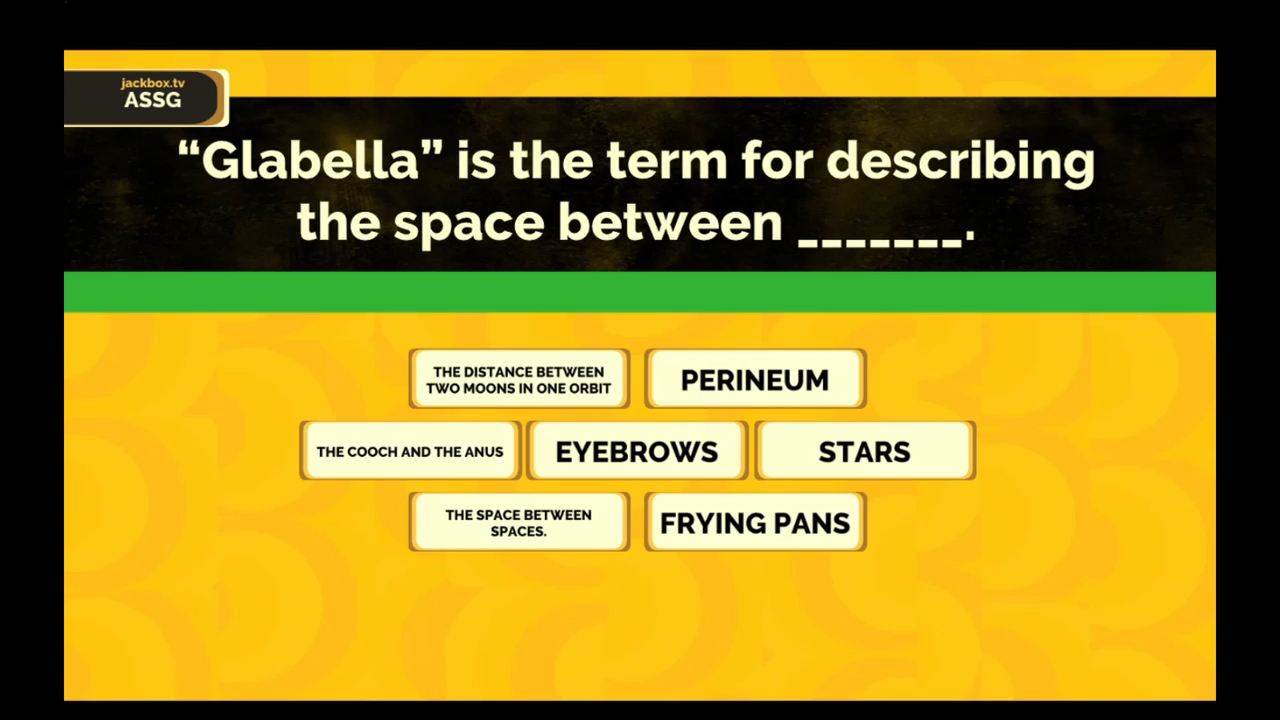 jackbox.tv
ASSG
“Glabella” is the term for describing
the space between _______.
THE DISTANCE BETWEEN
TWO MOONS IN ONE ORBIT
PERINEUM
THE COOCH AND THE ANUS
EYEBROWS
STARS
THE SPACE BETWEEN
SPACES.
FRYING PANS